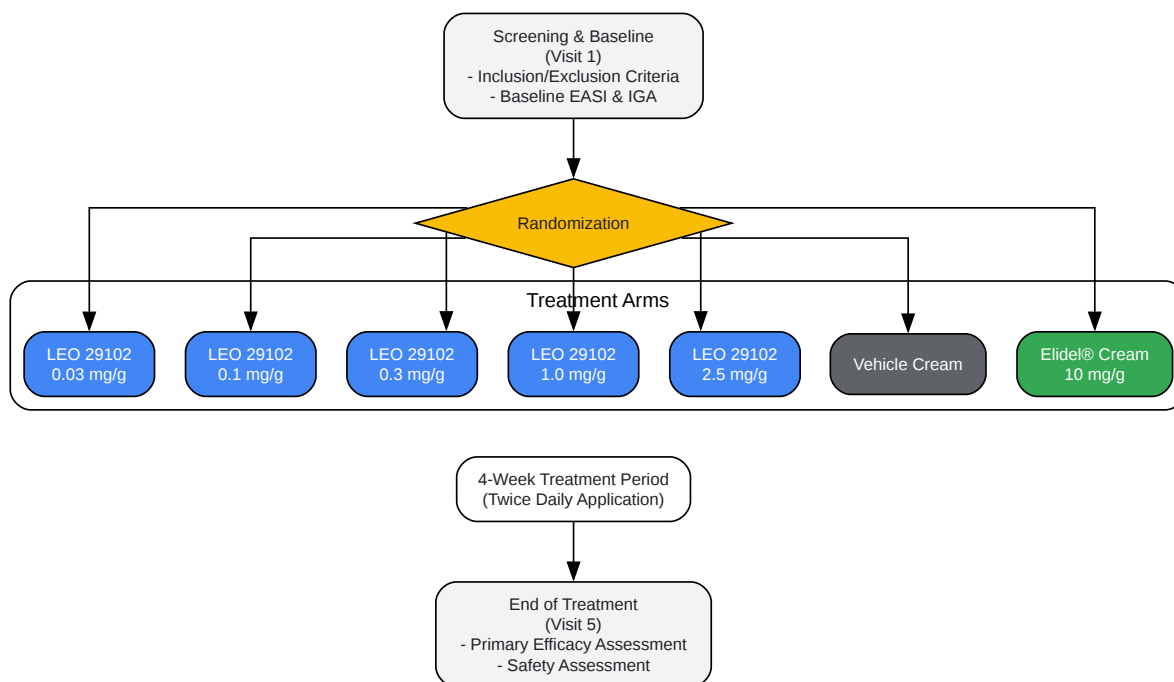 Screening & Baseline
(Visit 1)
- Inclusion/Exclusion Criteria
- Baseline EASI & IGA
Randomization
Treatment Arms
LEO 29102
0.03 mg/g
LEO 29102
0.1 mg/g
LEO 29102
0.3 mg/g
LEO 29102
1.0 mg/g
LEO 29102
2.5 mg/g
Vehicle Cream
Elidel® Cream
10 mg/g
4-Week Treatment Period
(Twice Daily Application)
End of Treatment
(Visit 5)
- Primary Efficacy Assessment
- Safety Assessment